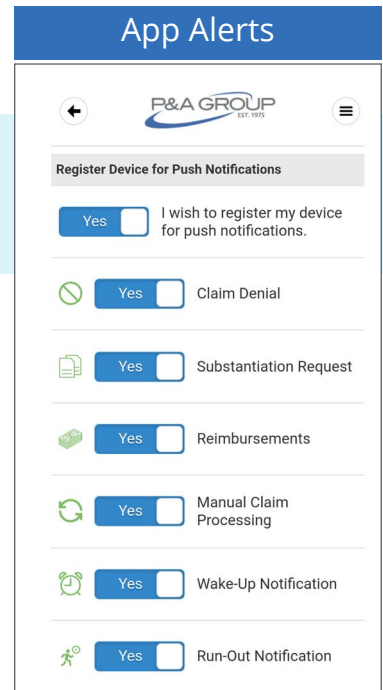 App Alerts
P&A GROUP
EST. 1975
Register Device for Push Notifications
Yes
I wish to register my device
for push notifications.
Yes
Claim Denial
Yes
Substantiation Request
Yes
Reimbursements
Yes
Manual Claim
Processing
Yes
Wake-Up Notification
Yes
Run-Out Notification